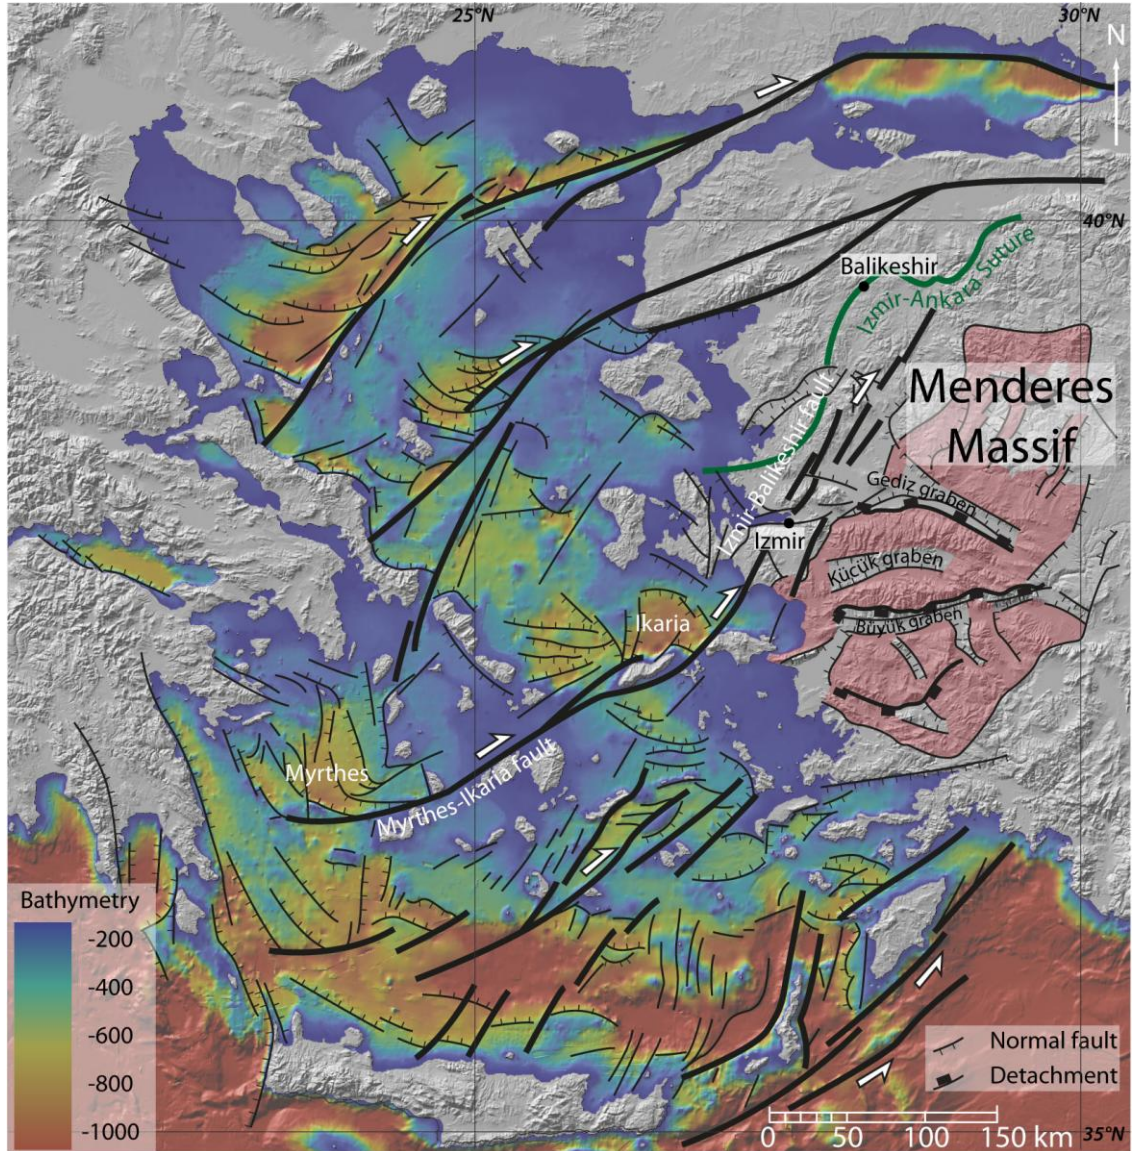 25°N
30°N
N
40°N
Balikeshir
Izmir-Ankara Suture
Menderes
Massif
Izmir-Balikeshir fault
Gediz graben
Izmir
Küçük graben
Büyük graben
Ikaria
Myrthes
Myrthes-Ikaria fault
Bathymetry
-200
-400
-600
-800
-1000
Normal fault
Detachment
0 50 100 150 km
35°N